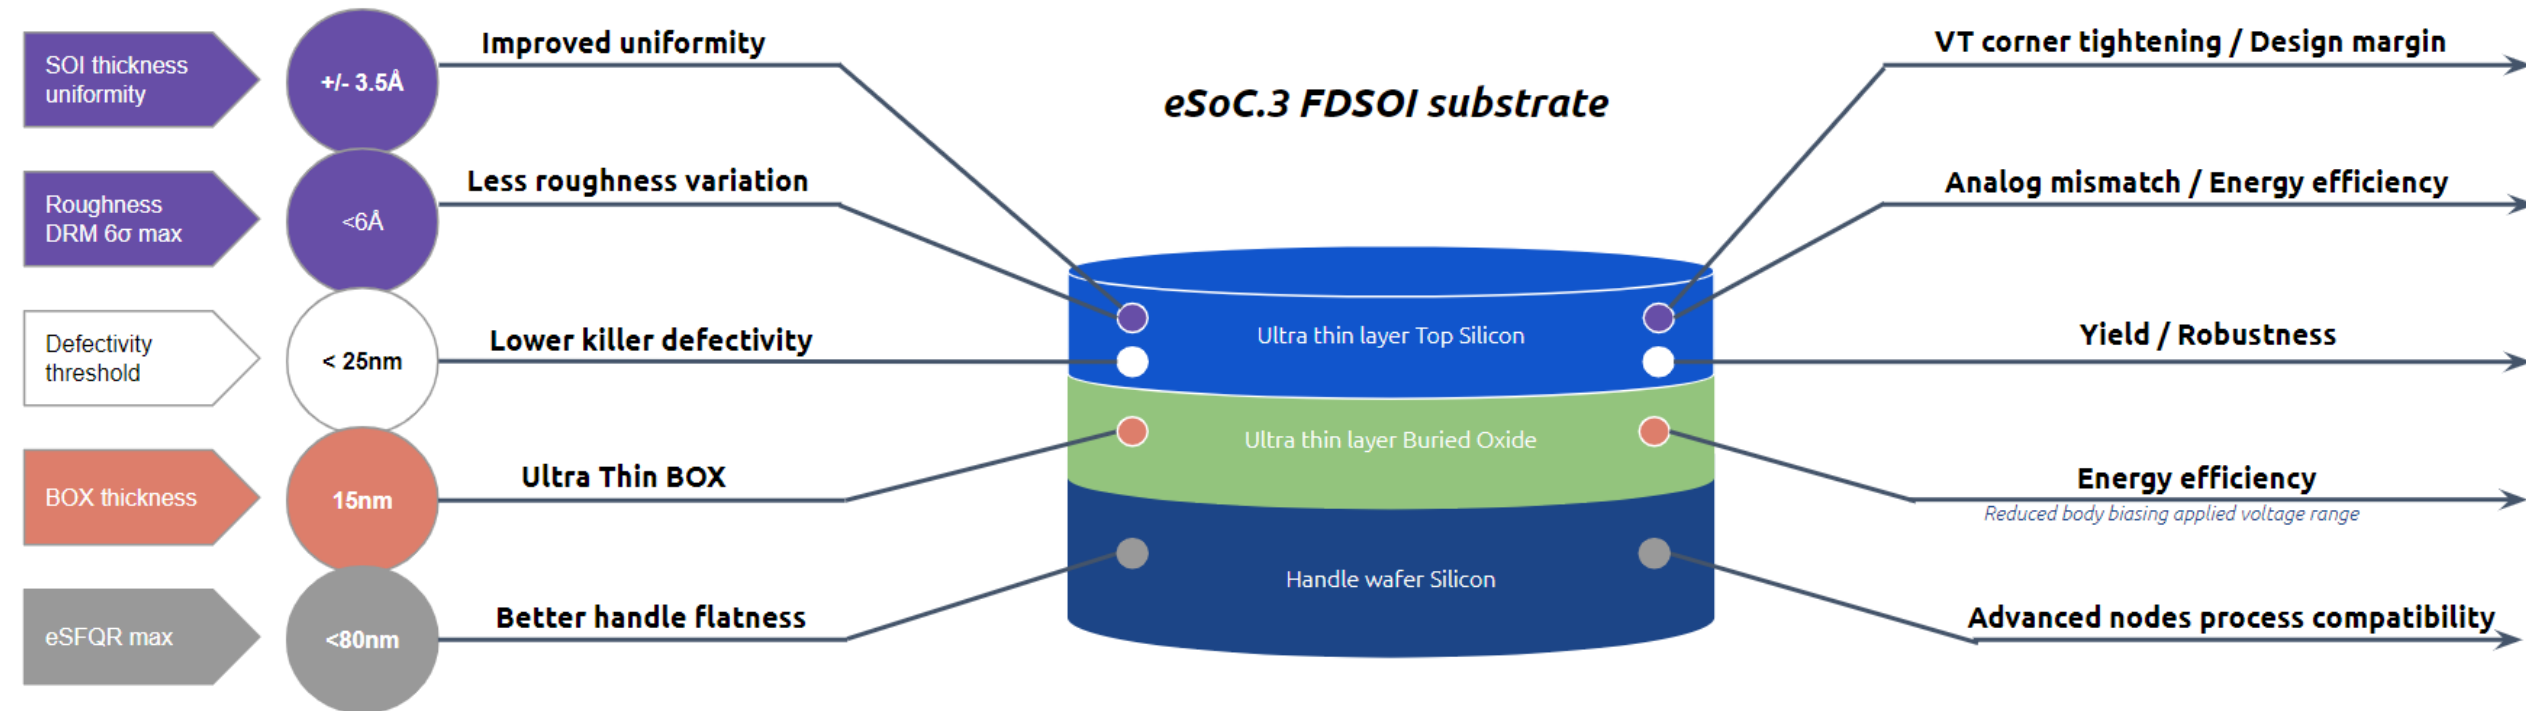 SOI thickness
uniformity
+/- 3.5Å
Improved uniformity
eSoC.3 FDSOI substrate
VT corner tightening / Design margin
Roughness
DRM 6σ max
<6Å
Less roughness variation
Analog mismatch / Energy efficiency
Defectivity
threshold
< 25nm
Lower killer defectivity
Ultra thin layer Top Silicon
Yield / Robustness
BOX thickness
15nm
Ultra Thin BOX
Ultra thin layer Buried Oxide
Energy efficiency
Reduced body biasing applied voltage range
eSFQR max
<80nm
Better handle flatness
Handle wafer Silicon
Advanced nodes process compatibility